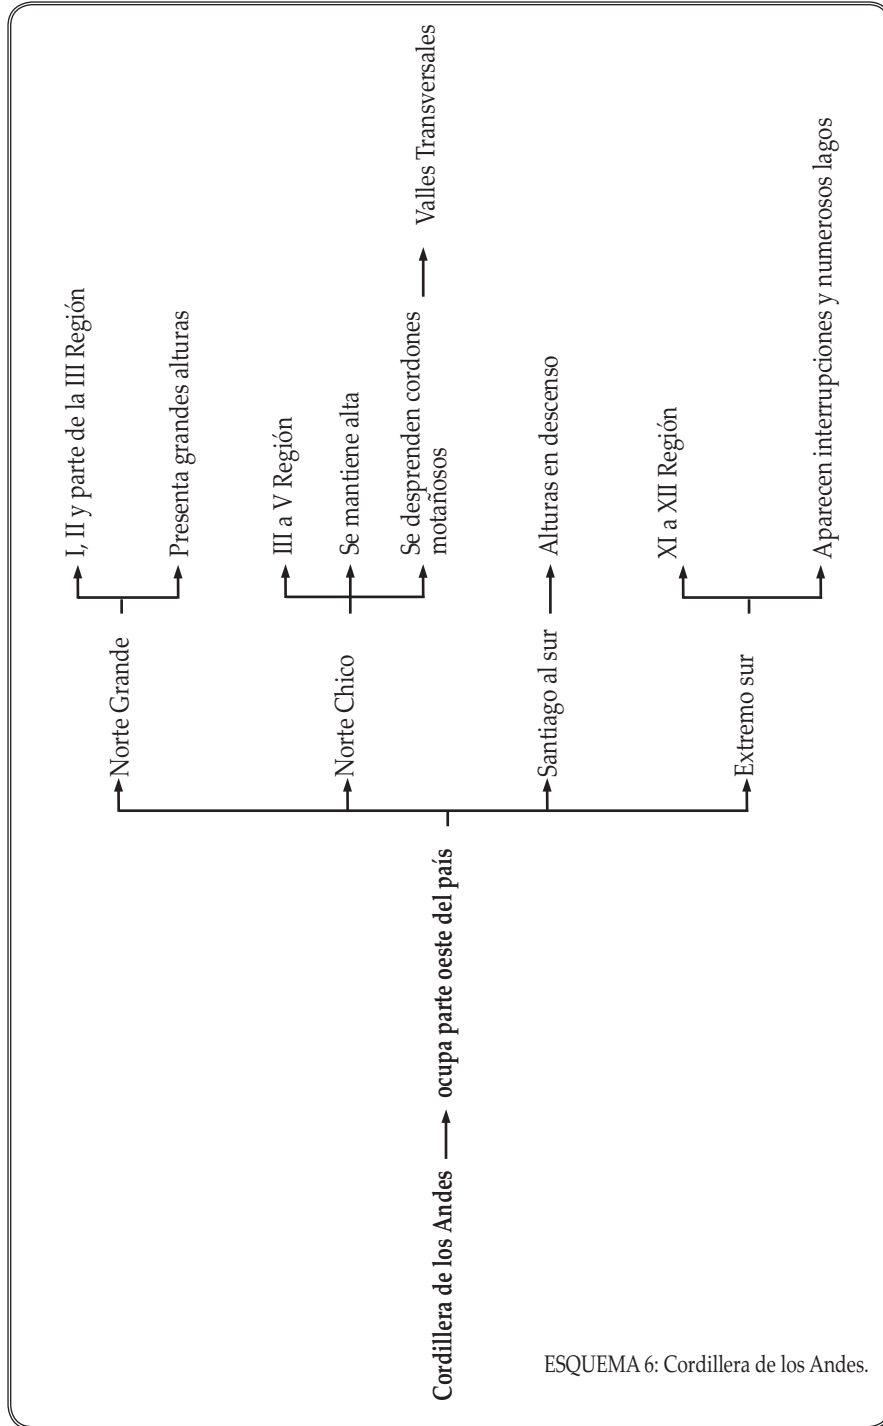 Cordillera de los Andes
ocupa parte oeste del país
Norte Grande
I, II y parte de la III Región
Presenta grandes alturas
Norte Chico
III a V Región
Se mantiene alta
Se desprenden cordones
motañosos
Valles Transversales
Santiago al sur
Alturas en descenso
Extremo sur
XI a XII Región
Aparecen interrupciones y numerosos lagos
ESQUEMA 6: Cordillera de los Andes.